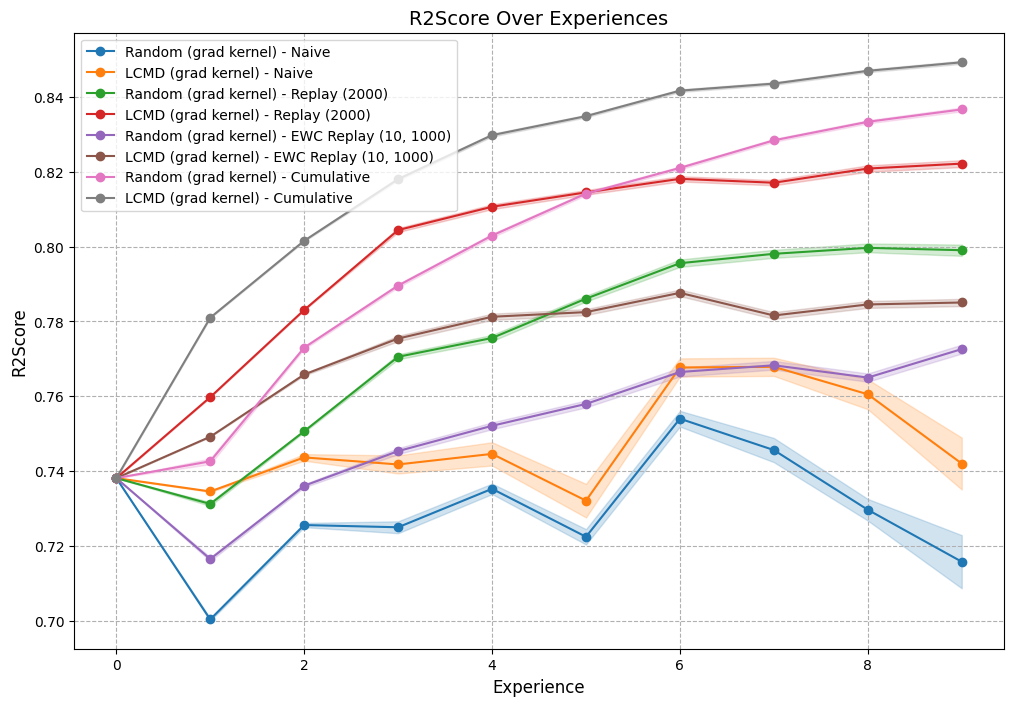 R2Score Over Experiences
Random (grad kernel) - Naive
LCMD (grad kernel) - Naive
Random (grad kernel) - Replay (2000)
LCMD (grad kernel) - Replay (2000)
Random (grad kernel) - EWC Replay (10, 1000)
LCMD (grad kernel) - EWC Replay (10, 1000)
Random (grad kernel) - Cumulative
LCMD (grad kernel) - Cumulative
R2Score
0.84
0.82
0.80
0.78
0.76
0.74
0.72
0.70
0 2 4 6 8
Experience